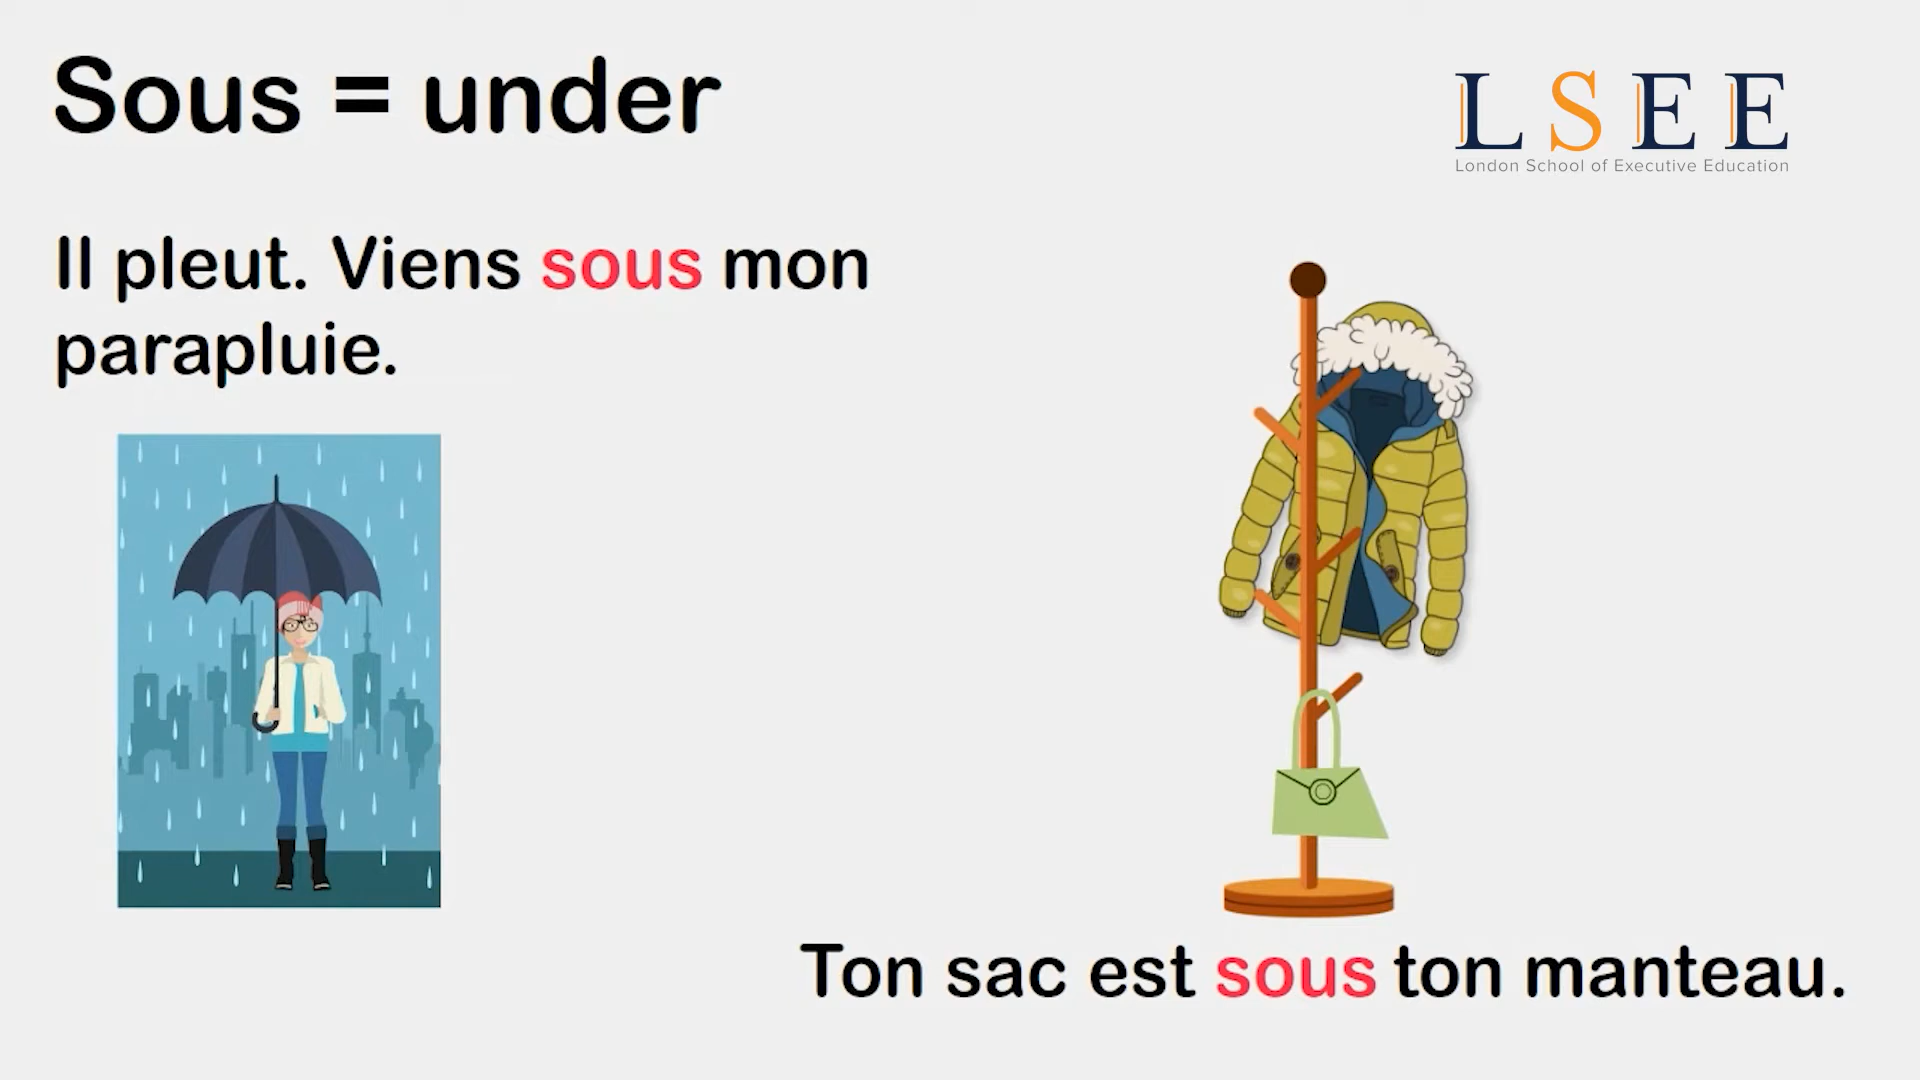 Sous = under
L S E E
London School of Executive Education
Il pleut. Viens sous mon
parapluie.
Ton sac est sous ton manteau.